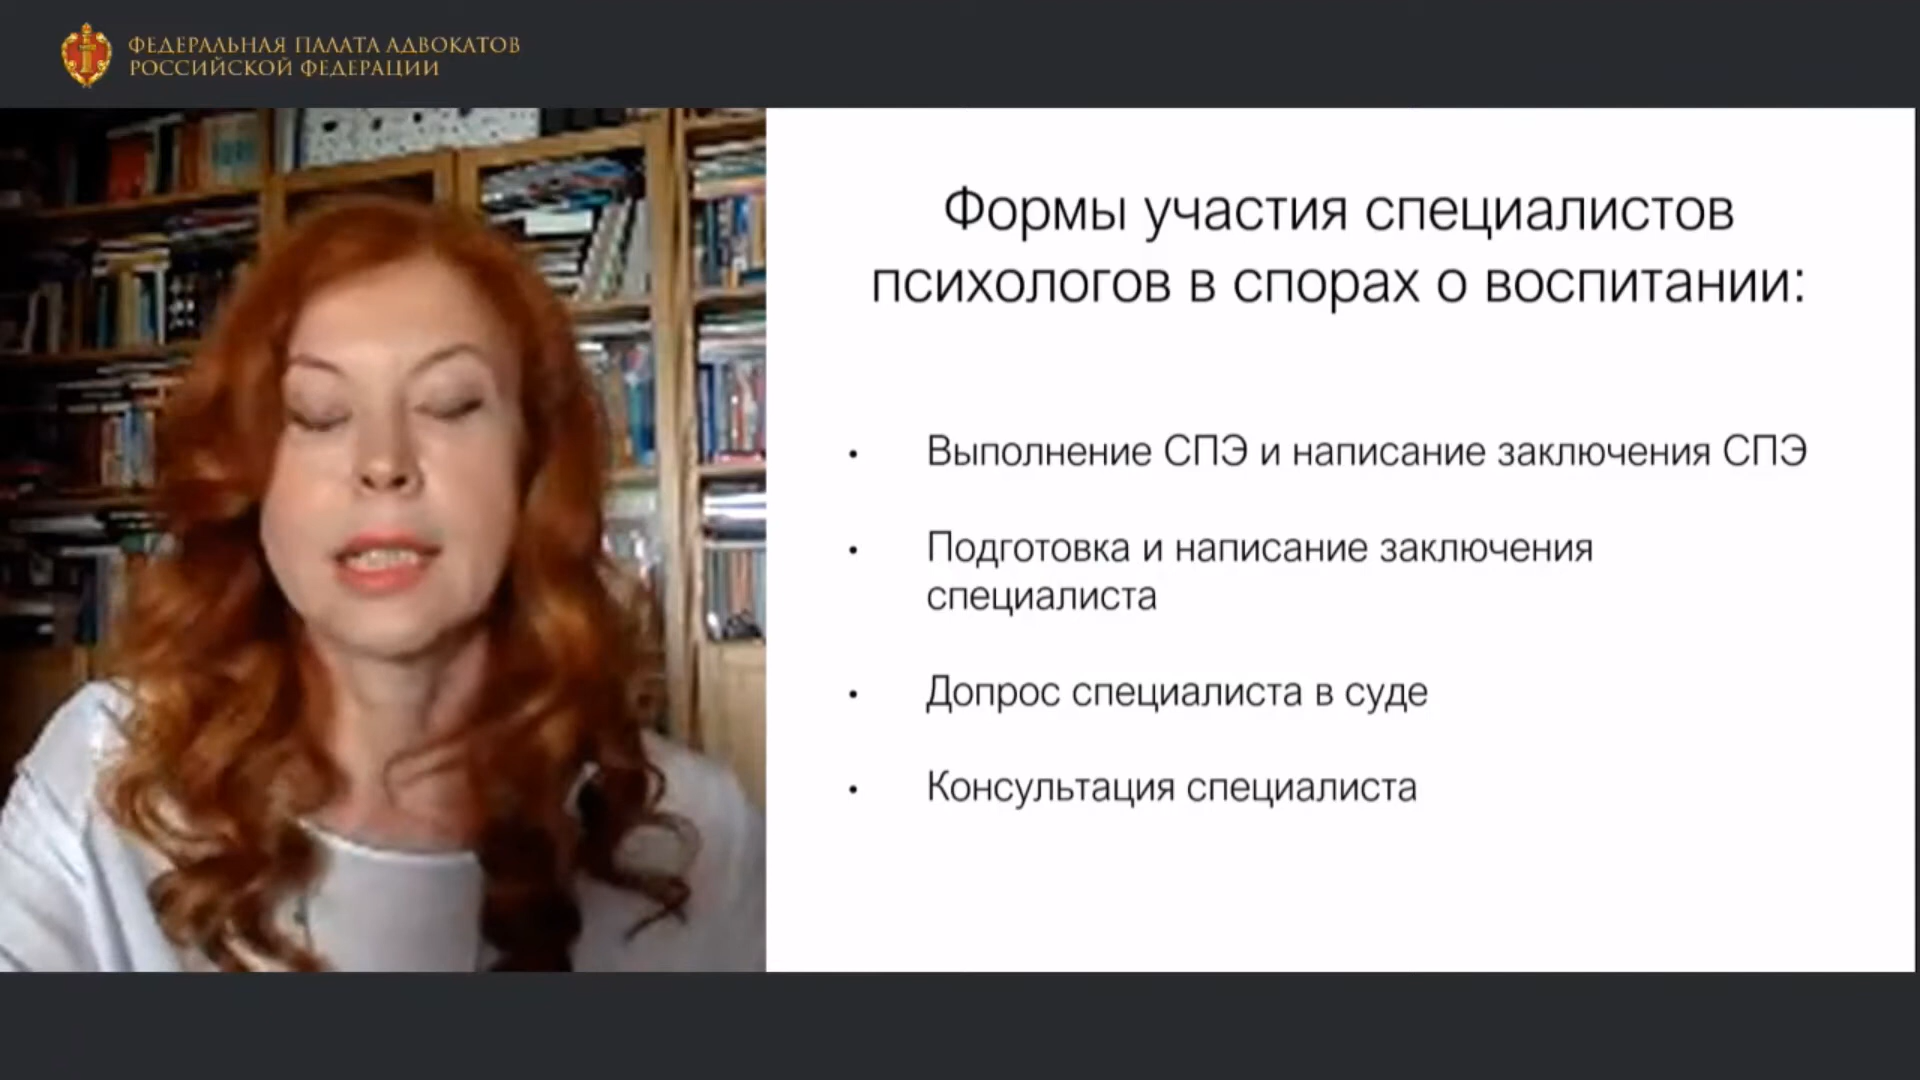 ФЕДЕРАЛЬНАЯ ПАЛАТА АДВОКАТОВ
РОССИЙСКОЙ ФЕДЕРАЦИИ
Формы участия специалистов
психологов в спорах о воспитании:
• Выполнение СПЭ и написание заключения СПЭ
• Подготовка и написание заключения
специалиста
• Допрос специалиста в суде
• Консультация специалиста